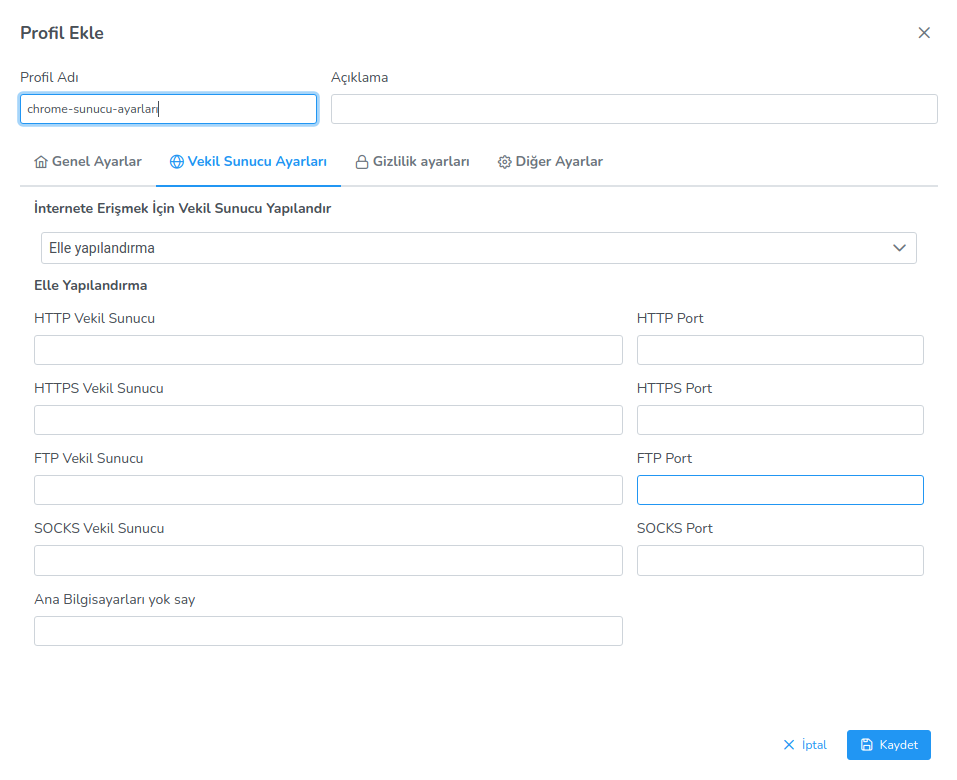 Profil Ekle
Profil Adı Açıklama
chrome-sunucu-ayarları
Genel Ayarlar Vekil Sunucu Ayarları Gizlilik ayarları Diğer Ayarlar
İnternete Erişmek İçin Vekil Sunucu Yapılandır
Elle yapılandırma
Elle Yapılandırma
HTTP Vekil Sunucu HTTP Port
HTTPS Vekil Sunucu HTTPS Port
FTP Vekil Sunucu FTP Port
SOCKS Vekil Sunucu SOCKS Port
Ana Bilgisayarları yok say
İptal Kaydet